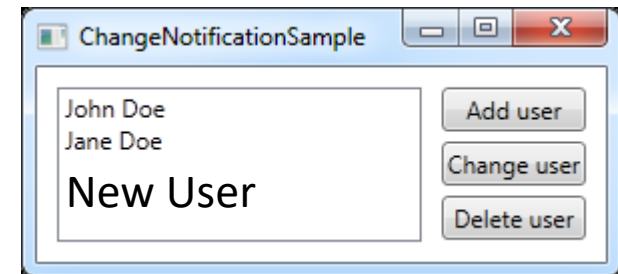 ChangeNotificationSample
John Doe
Jane Doe
New User
Add user
Change user
Delete user